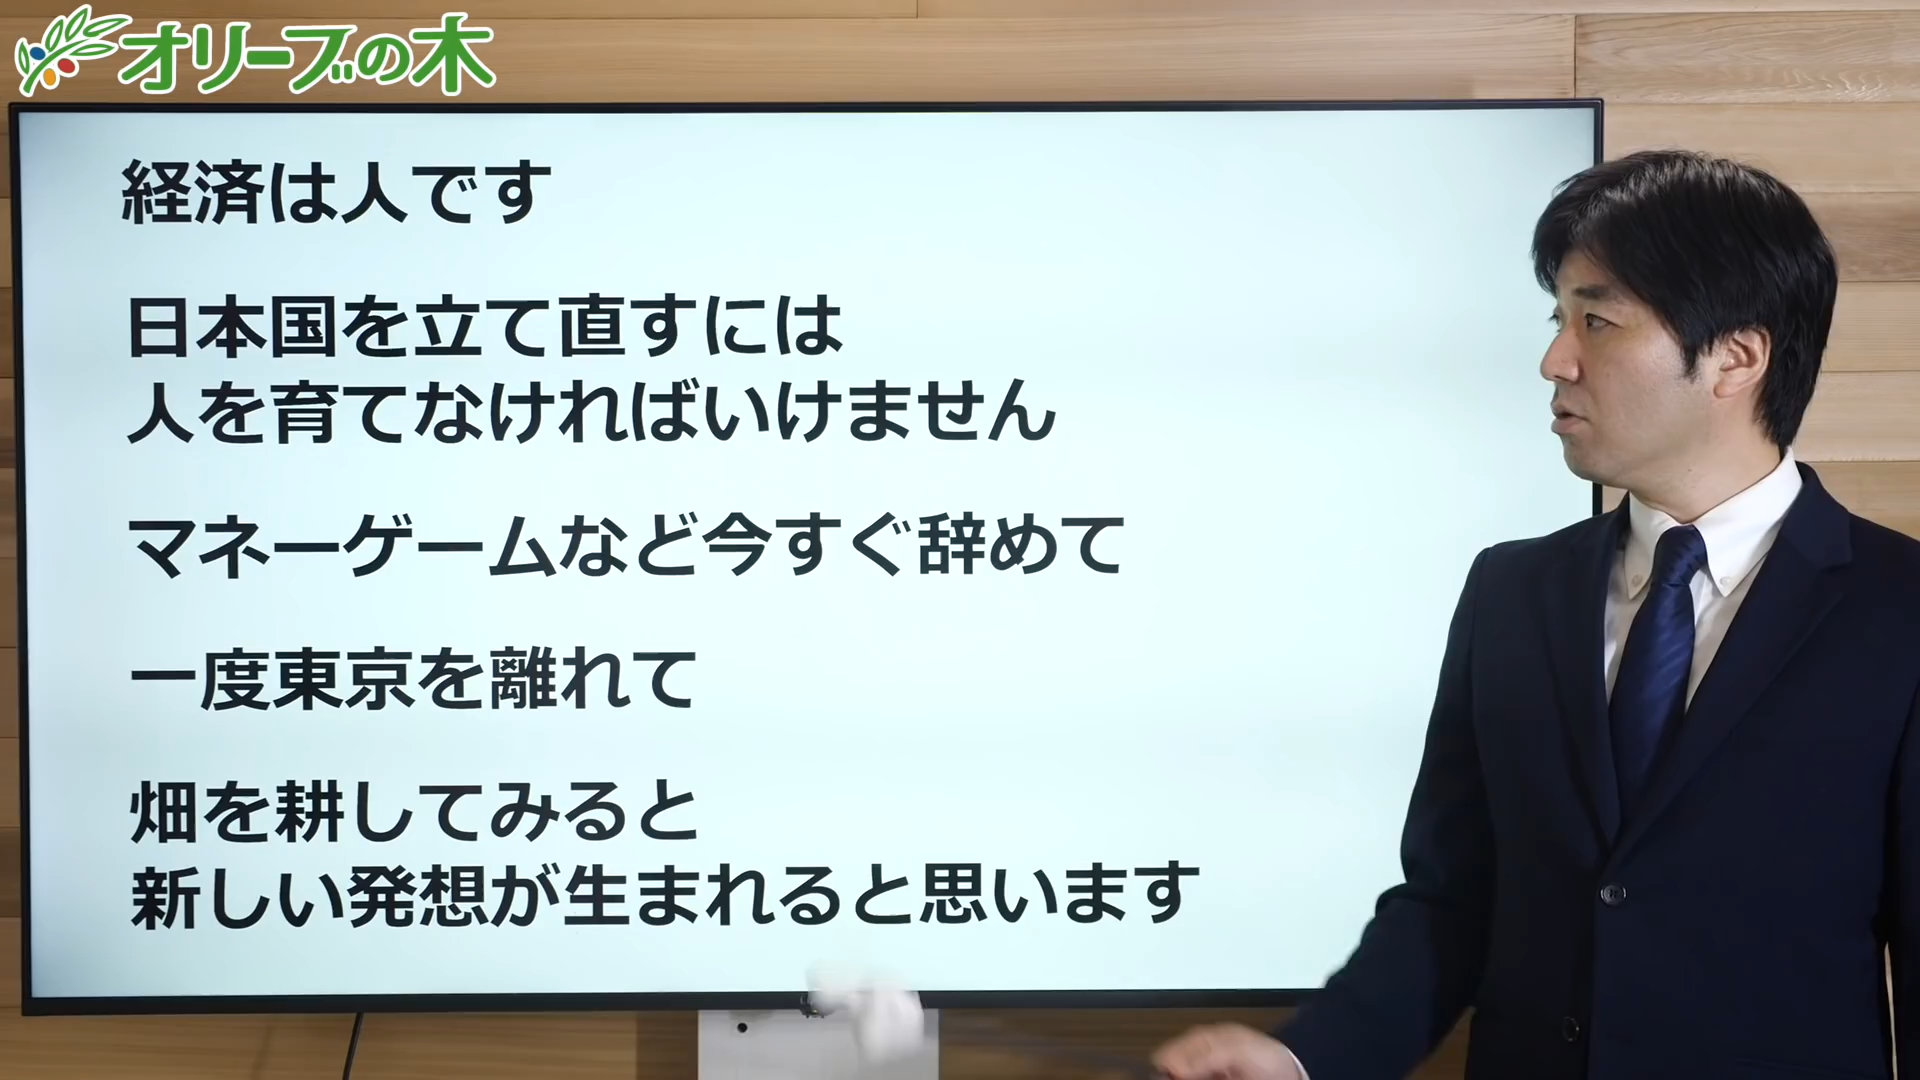 オリーブの木
経済は人です
日本国を立て直すには
人を育てなければいけません
マネーゲームなど今すぐ辞めて
一度東京を離れて
畑を耕してみると
新しい発想が生まれると思います